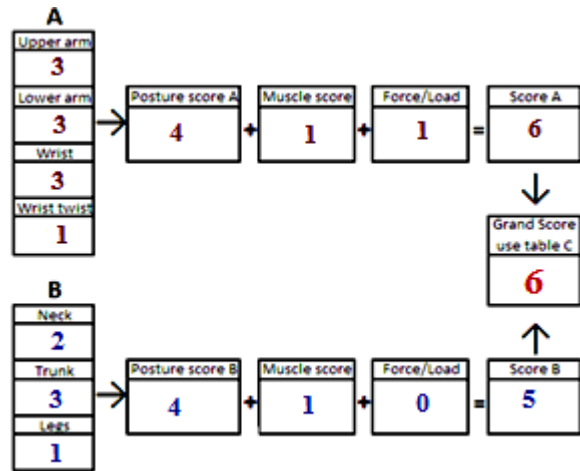 A
Upper arm
3
Lower arm
3
Wrist
3
Wrist twist
1
Posture score A
4
+
Muscle score
1
+
Force/Load
1
=
Score A
6
Grand Score
use table C
6
B
Neck
2
Trunk
3
Legs
1
Posture score B
4
+
Muscle score
1
+
Force/Load
0
=
Score B
5